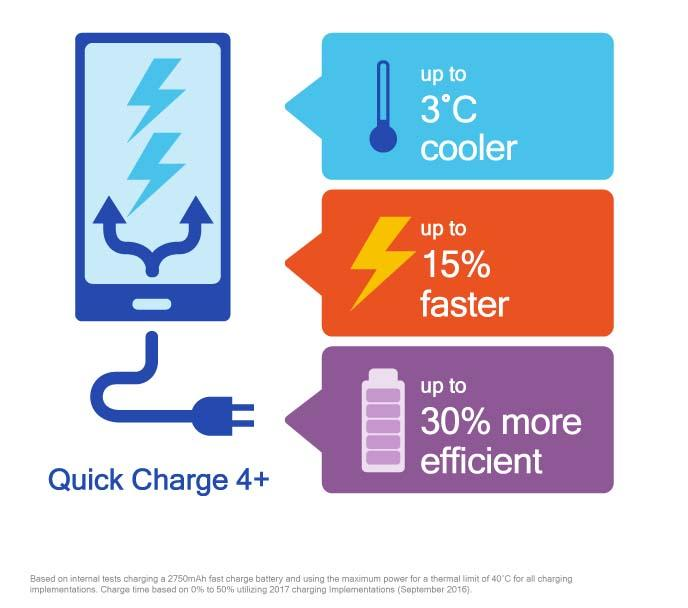 up to
3˚C
cooler
up to
15%
faster
up to
30% more
efficient
Quick Charge 4+
Based on internal tests charging a 2750mAh fast charge battery and using the maximum power for a thermal limit of 40˚C for all charging
implementations. Charge time based on 0% to 50% utilizing 2017 charging Implementations (September 2016).